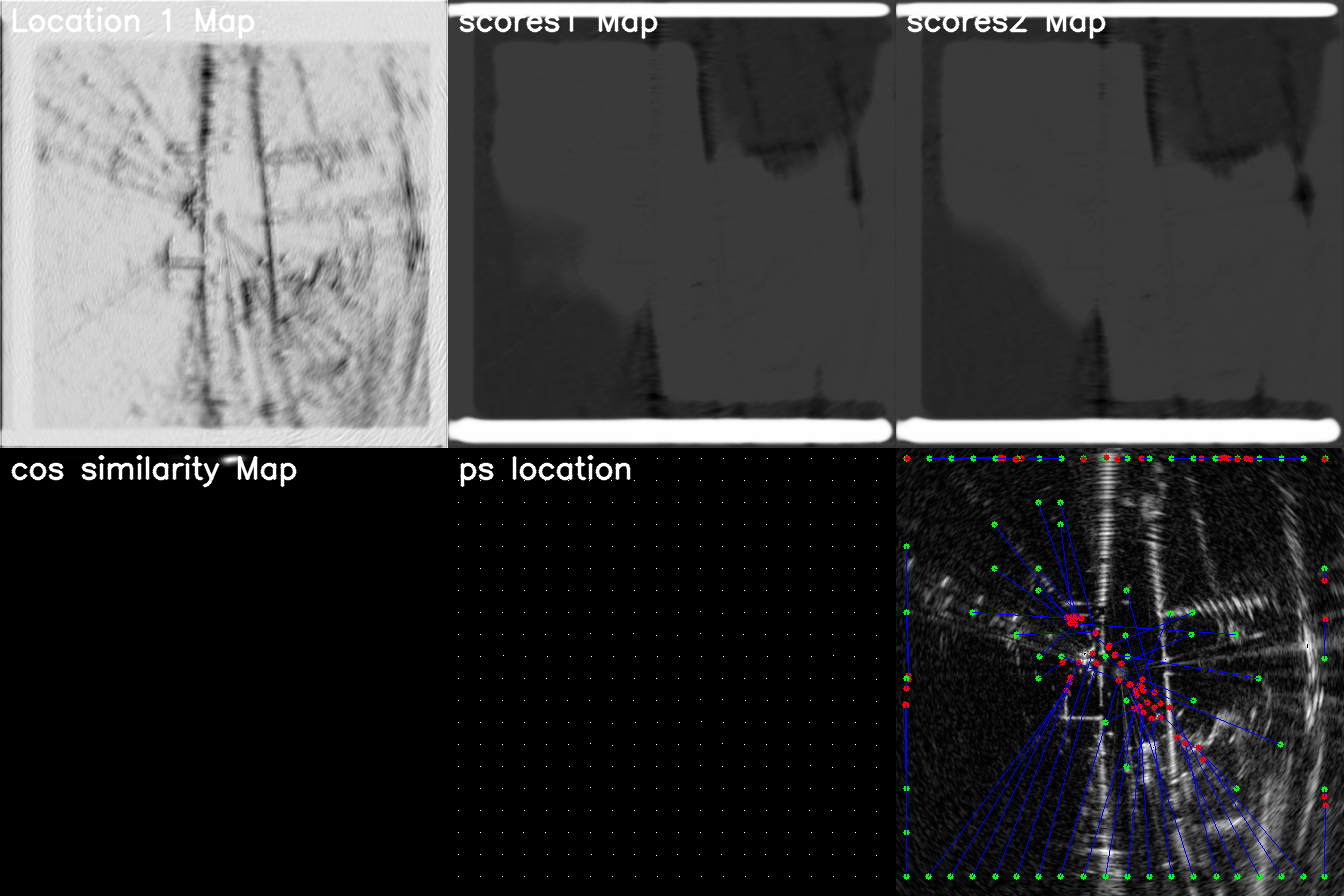 Location 1 Map
scores1 Map
scores2 Map
cos similarity Map
ps location